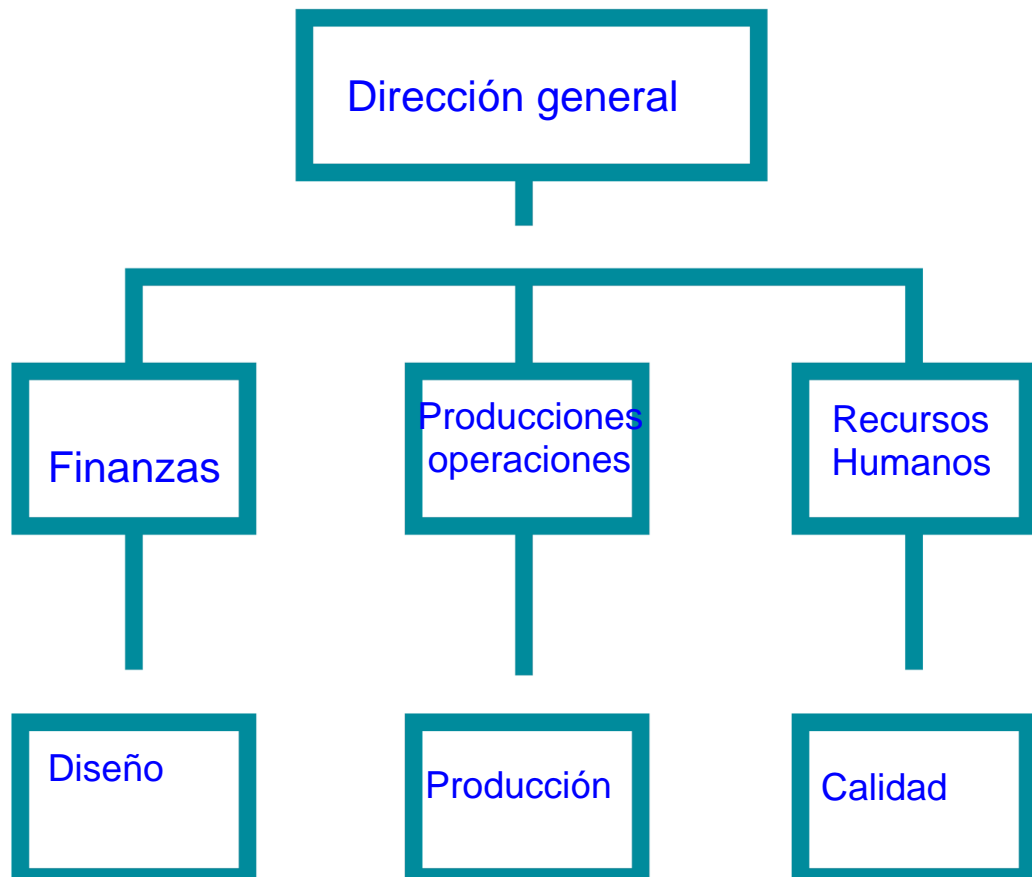 Dirección general
Finanzas
Producciones
operaciones
Recursos
Humanos
Diseño
Producción
Calidad